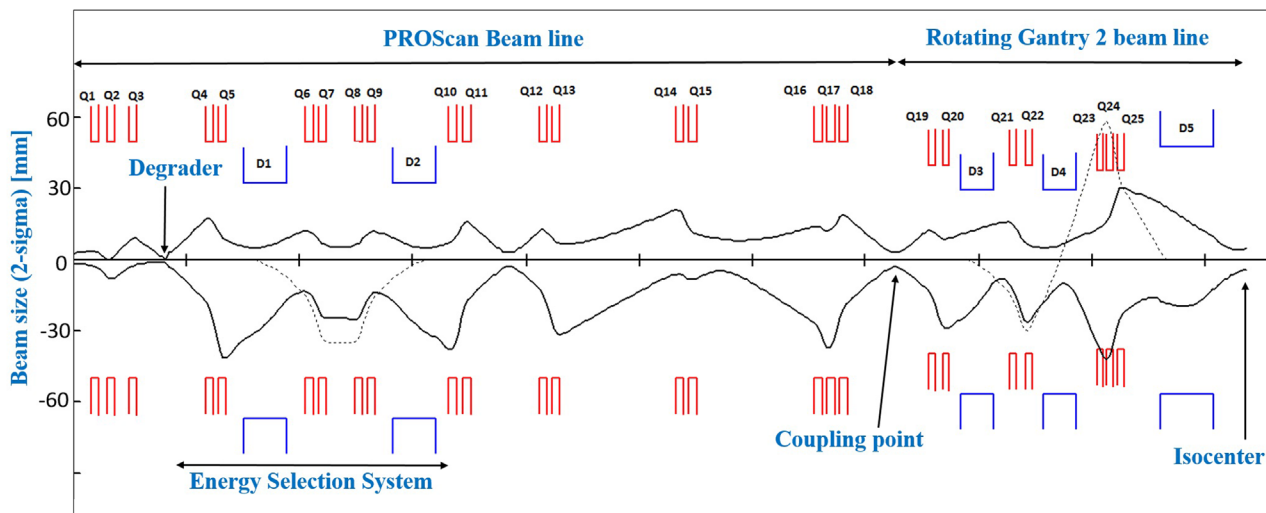 PROScan Beam line
Rotating Gantry 2 beam line
Q1 Q2 Q3 Q4 Q5 Q6 Q7 Q8 Q9 Q10 Q11 Q12 Q13 Q14 Q15 Q16 Q17 Q18
Q19 Q20 Q21 Q22 Q23 Q24 Q25
D1 D2 D3 D4 D5
Degrader
Beam size (2-sigma) [mm]
60
30
0
-30
-60
Coupling point
Isocenter
Energy Selection System